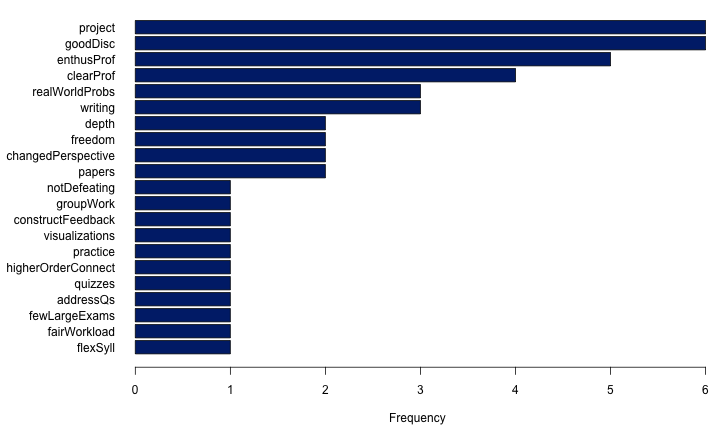 project
goodDisc
enthusProf
clearProf
realWorldProbs
writing
depth
freedom
changedPerspective
papers
notDefeating
groupWork
constructFeedback
visualizations
practice
higherOrderConnect
quizzes
addressQs
fewLargeExams
fairWorkload
flexSyll
0 1 2 3 4 5 6
Frequency